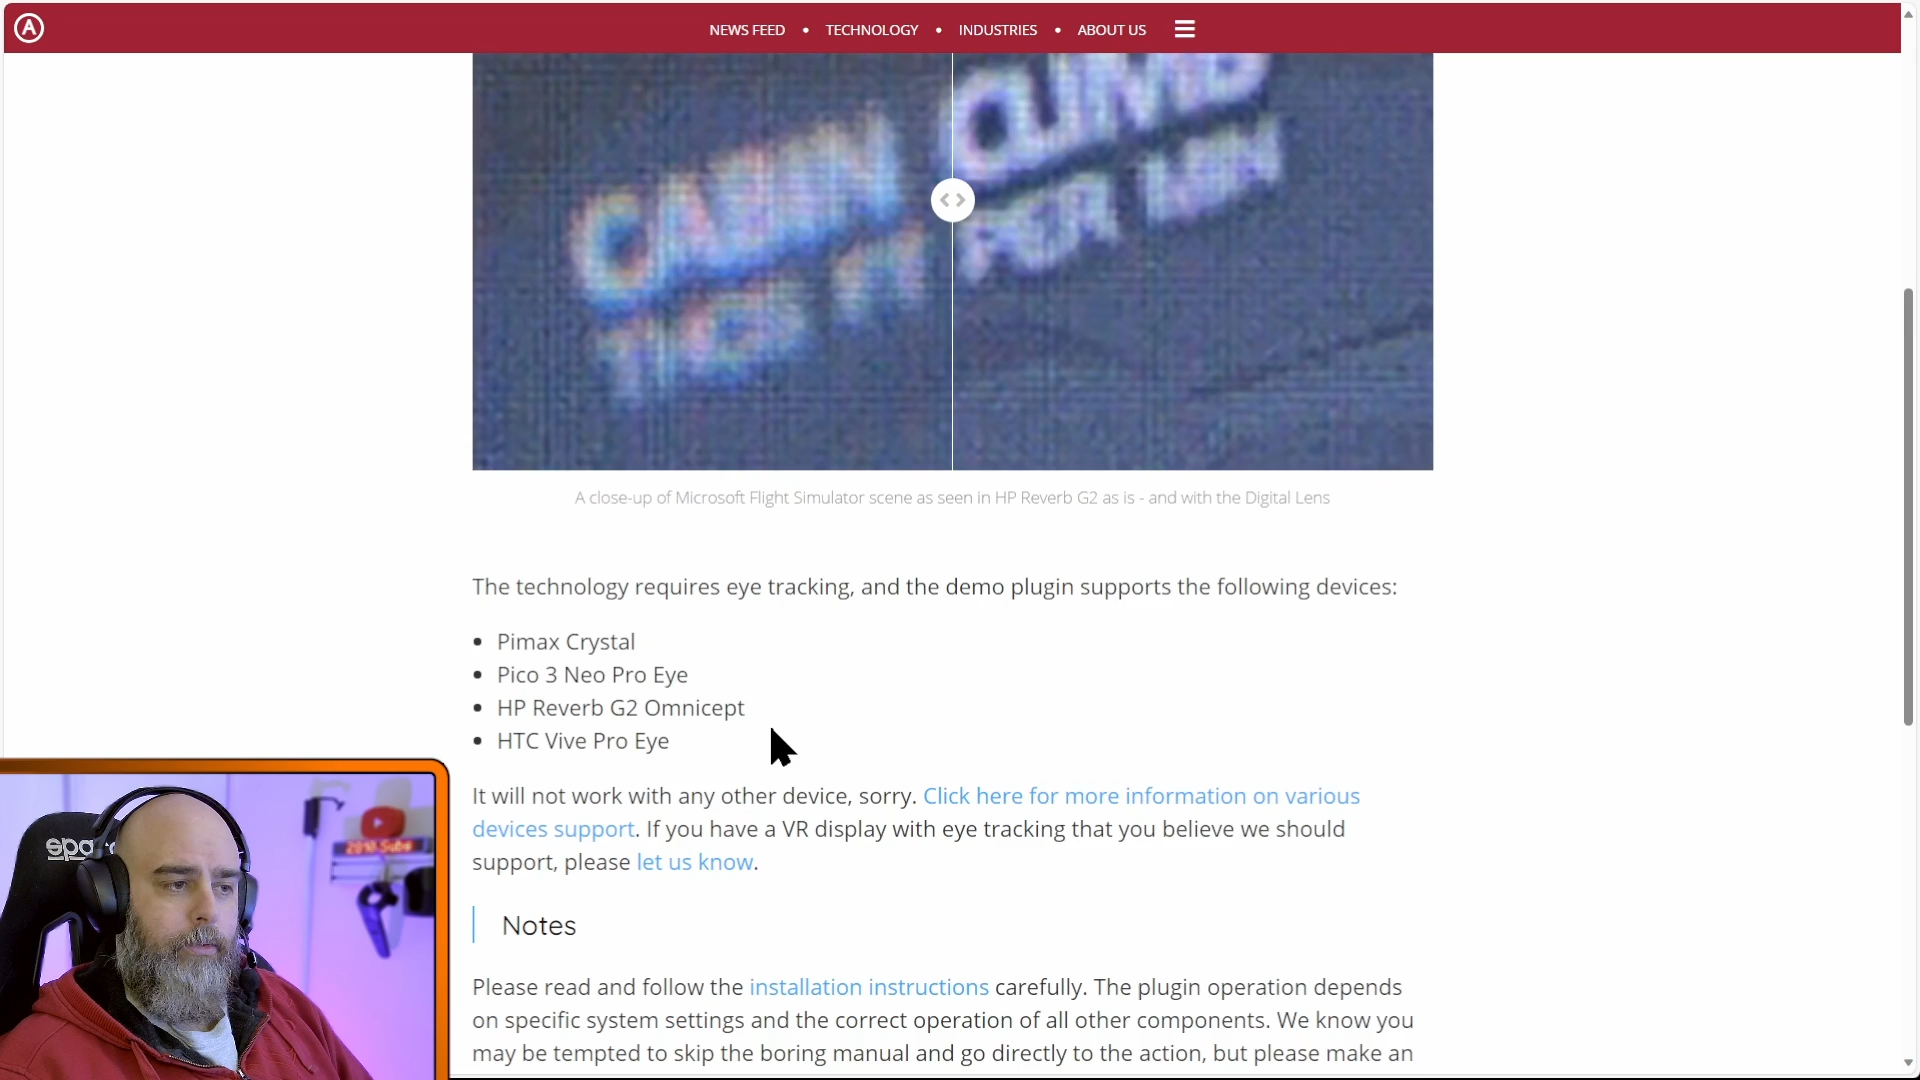 A
NEWS FEED • TECHNOLOGY • INDUSTRIES • ABOUT US
CABIN CLIMB
PER MIN
A close-up of Microsoft Flight Simulator scene as seen in HP Reverb G2 as is - and with the Digital Lens
The technology requires eye tracking, and the demo plugin supports the following devices:
• Pimax Crystal
• Pico 3 Neo Pro Eye
• HP Reverb G2 Omnicept
• HTC Vive Pro Eye
It will not work with any other device, sorry. Click here for more information on various
devices support. If you have a VR display with eye tracking that you believe we should
support, please let us know.
Notes
Please read and follow the installation instructions carefully. The plugin operation depends
on specific system settings and the correct operation of all other components. We know you
may be tempted to skip the boring manual and go directly to the action, but please make an
2018 Subs